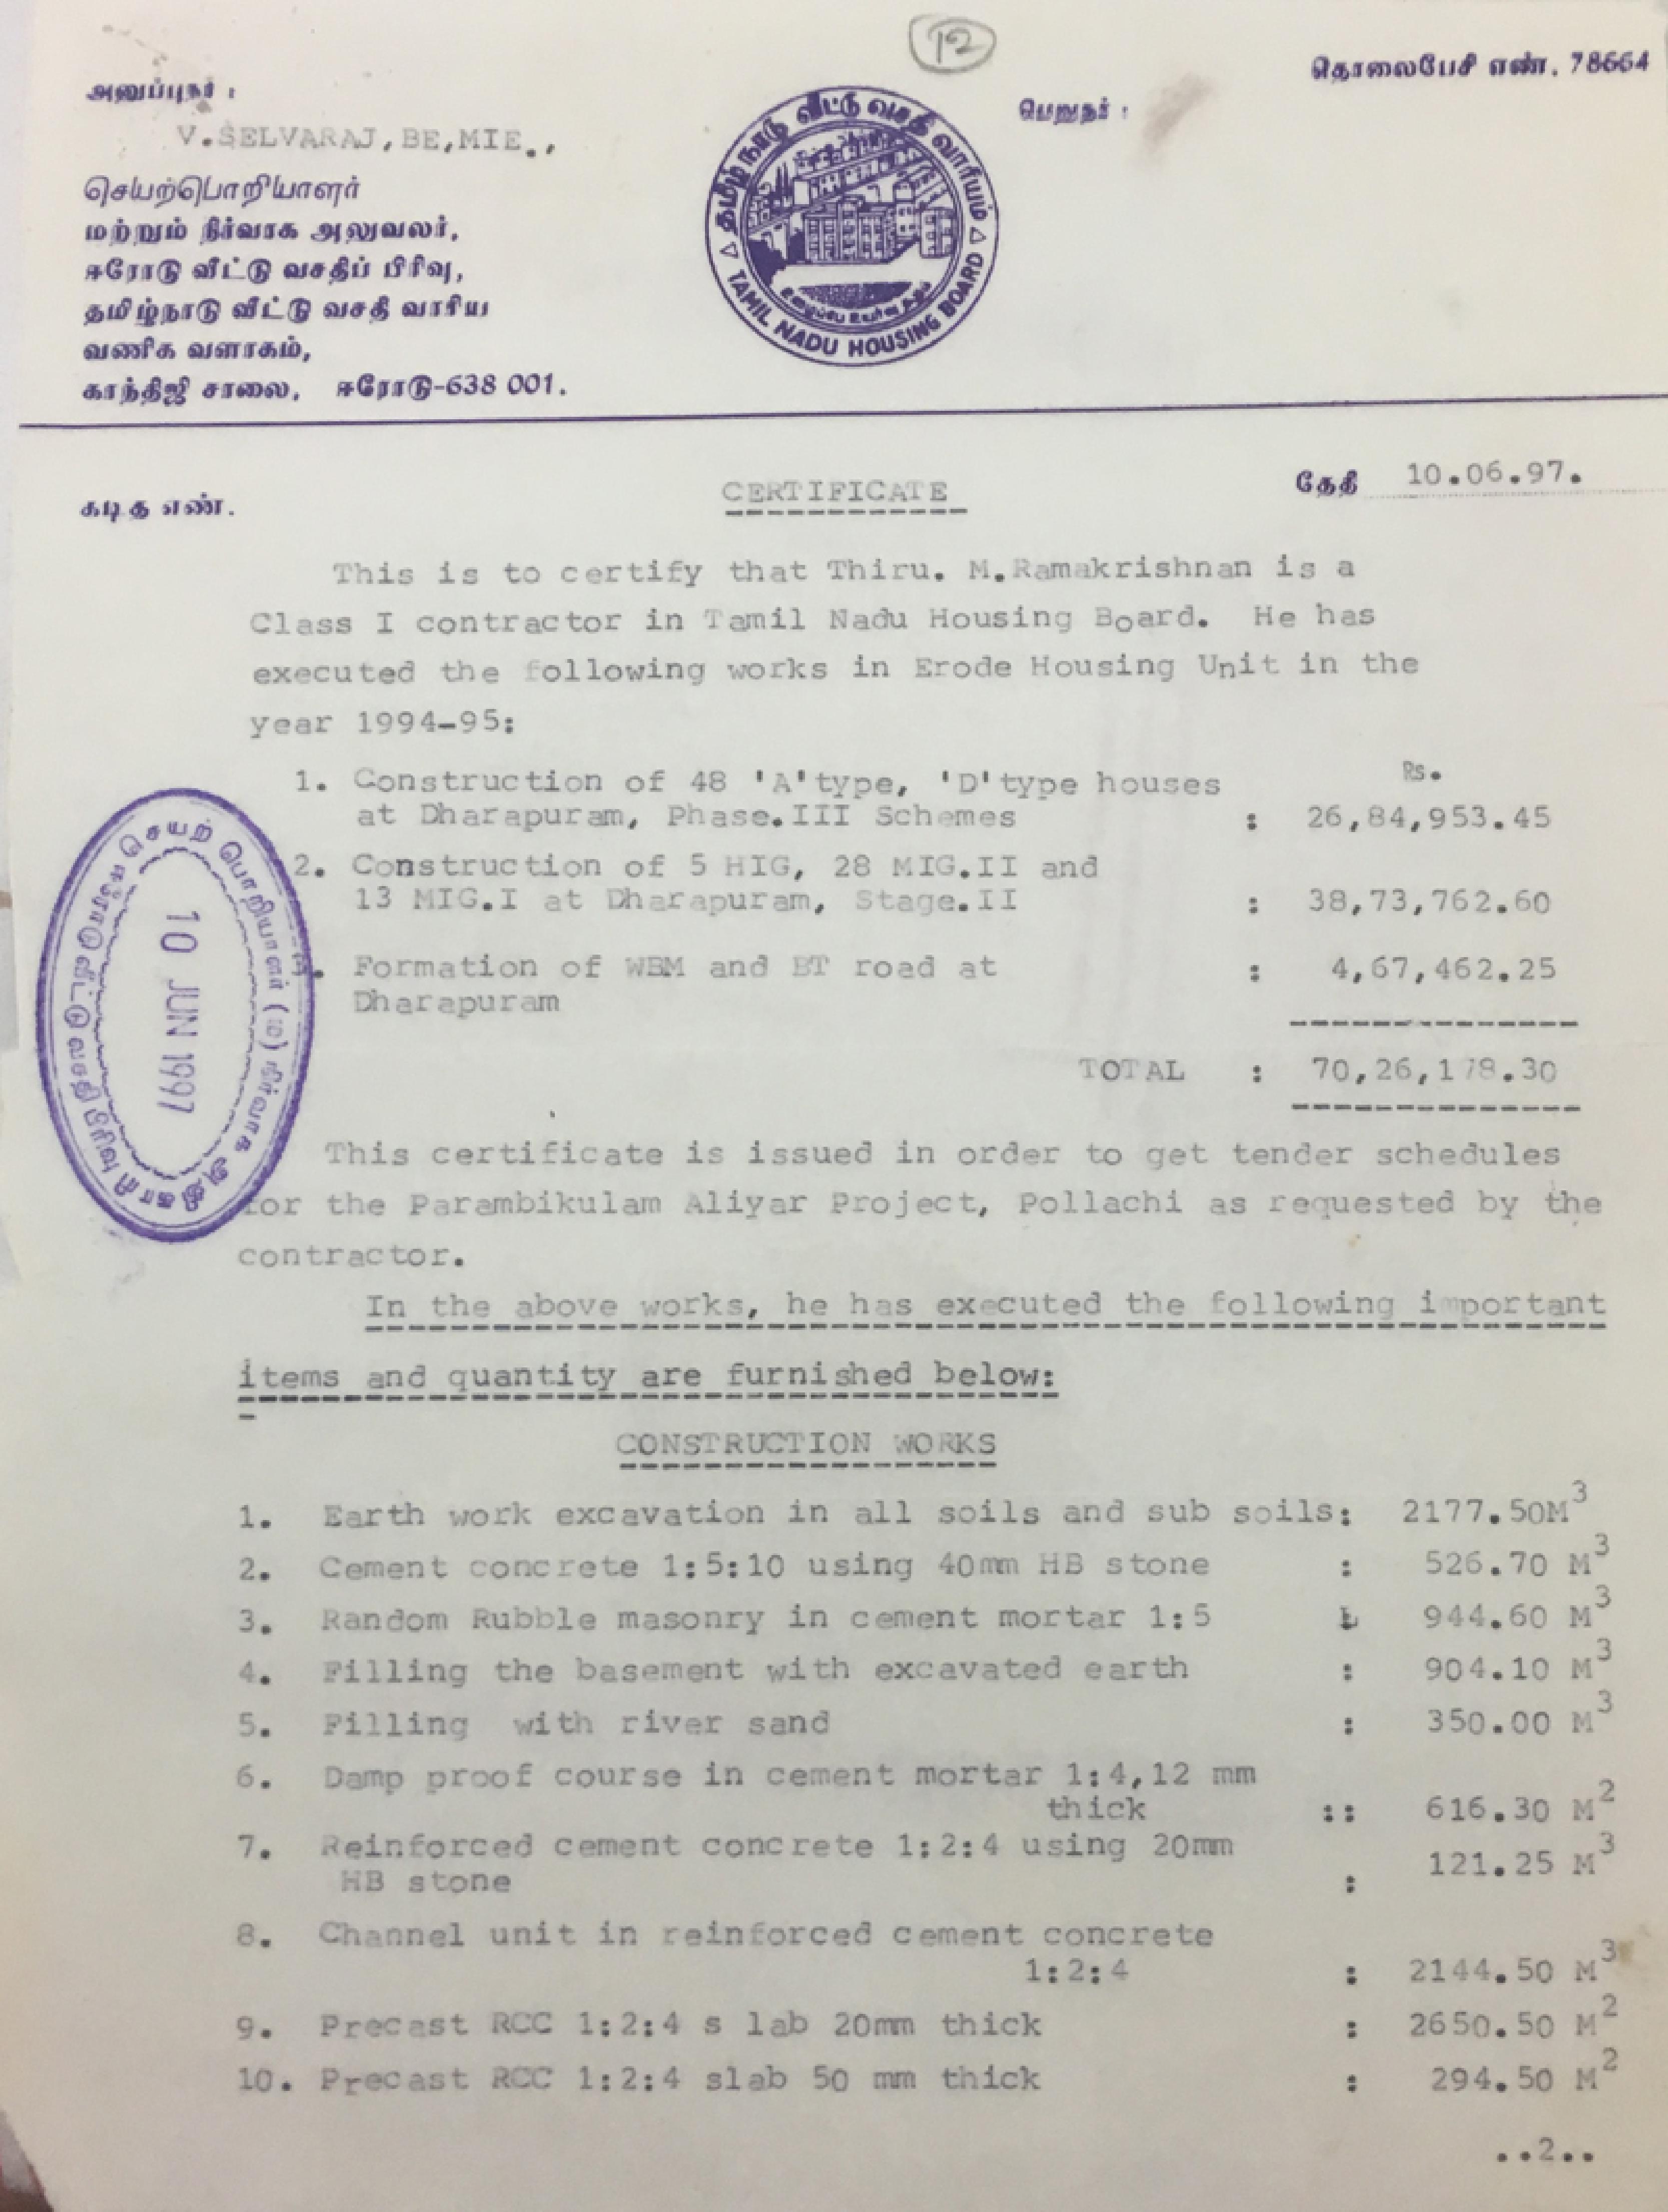 12
தொலைபேசி எண். 78664
அனுப்புநர் :
பெறுநர் :
V.SELVARAJ,BE,MIE.,
செயற்பொறியாளர்
மற்றும் நிர்வாக அலுவலர்,
ஈரோடு வீட்டு வசதிப் பிரிவு,
தமிழ்நாடு வீட்டு வசதி வாரிய
வணிக வளாகம்,
காந்திஜி சாலை, ஈரோடு-638 001.
தமிழ்நாடு வீட்டு வசதி வாரியம்
TAMIL NADU HOUSING BOARD
கடித எண்.
CERTIFICATE
தேதி 10.06.97.
This is to certify that Thiru. M.Ramakrishnan is a
Class I contractor in Tamil Nadu Housing Board. He has
executed the following works in Erode Housing Unit in the
year 1994-95:
Rs.
1. Construction of 48 'A'type, 'D'type houses
at Dharapuram, Phase.III Schemes : 26,84,953.45
2. Construction of 5 HIG, 28 MIG.II and
13 MIG.I at Dharapuram, Stage.II : 38,73,762.60
3. Formation of WBM and BT road at : 4,67,462.25
Dharapuram
TOTAL : 70,26,178.30
செயற் பொறியாளர் (ம) நிர்வாக அதிகாரி
ஈரோடு வீட்டு வசதி பிரிவு
10 JUN 1997
This certificate is issued in order to get tender schedules
for the Parambikulam Aliyar Project, Pollachi as requested by the
contractor.
In the above works, he has executed the following important
items and quantity are furnished below:
CONSTRUCTION WORKS
1. Earth work excavation in all soils and sub soils: 2177.50M3
2. Cement concrete 1:5:10 using 40mm HB stone : 526.70 M3
3. Random Rubble masonry in cement mortar 1:5 : 944.60 M3
4. Filling the basement with excavated earth : 904.10 M3
5. Filling with river sand : 350.00 M3
6. Damp proof course in cement mortar 1:4,12 mm
thick :: 616.30 M2
7. Reinforced cement concrete 1:2:4 using 20mm
HB stone : 121.25 M3
8. Channel unit in reinforced cement concrete
1:2:4 : 2144.50 M3
9. Precast RCC 1:2:4 s lab 20mm thick : 2650.50 M2
10. Precast RCC 1:2:4 slab 50 mm thick : 294.50 M2
..2..